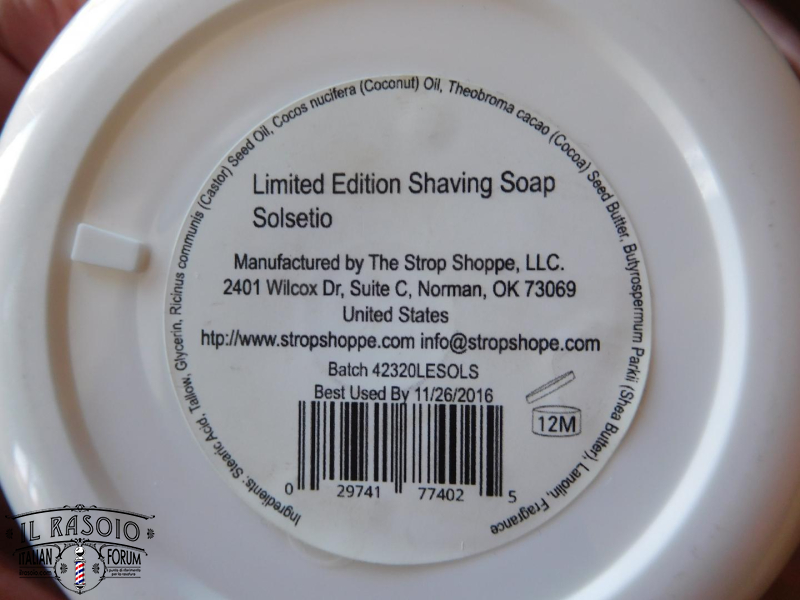 Limited Edition Shaving Soap
Solsetio
Manufactured by The Strop Shoppe, LLC.
2401 Wilcox Dr, Suite C, Norman, OK 73069
United States
htp://www.stropshoppe.com info@stropshope.com
Batch 42320LESOLS
Best Used By 11/26/2016
12M
0 29741 77402 5
Ingredients: Stearic Acid, Tallow, Glycerin, Ricinus communis (Castor) Seed Oil, Cocos nucifera (Coconut) Oil, Theobroma cacao (Cocoa) Seed Butter, Butyrospermum Parkii (Shea Butter), Lanolin, Fragrance
IL RASOIO
ITALIAN FORUM